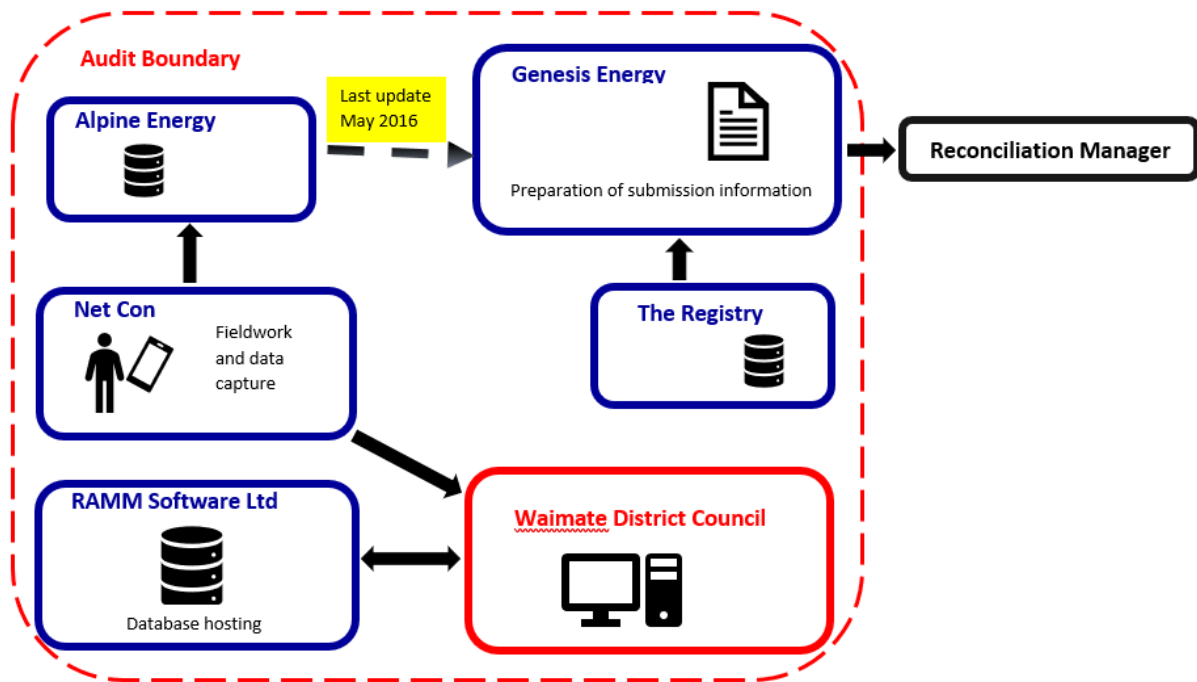 Audit Boundary
Alpine Energy
Last update
May 2016
Genesis Energy
Preparation of submission information
Reconciliation Manager
Net Con
Fieldwork
and data
capture
The Registry
RAMM Software Ltd
Database hosting
Waimate District Council